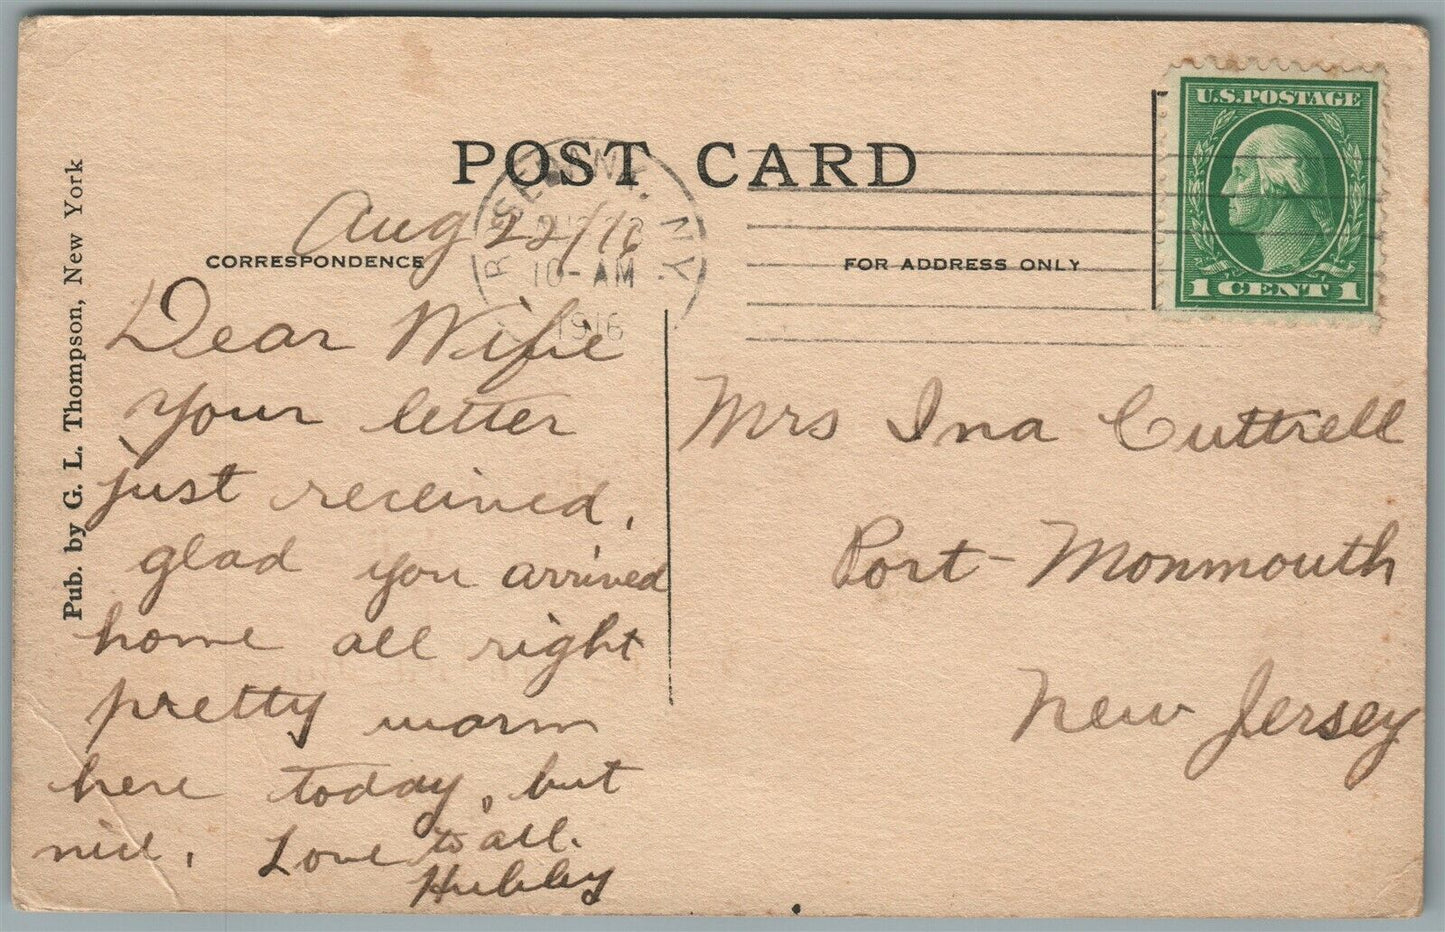 POST CARD
U.S.POSTAGE
1 CENT 1
Aug 22/16
10-AM
NY.
1916
CORRESPONDENCE
FOR ADDRESS ONLY
Pub. by G. L. Thompson, New York
Dear Wifie
Your letter
just received,
glad you arrived
home all right
pretty warm
here today, but
nice. Love to all.
Hubby
Mrs Ina Cuttrell
Port-Monmouth
New Jersey